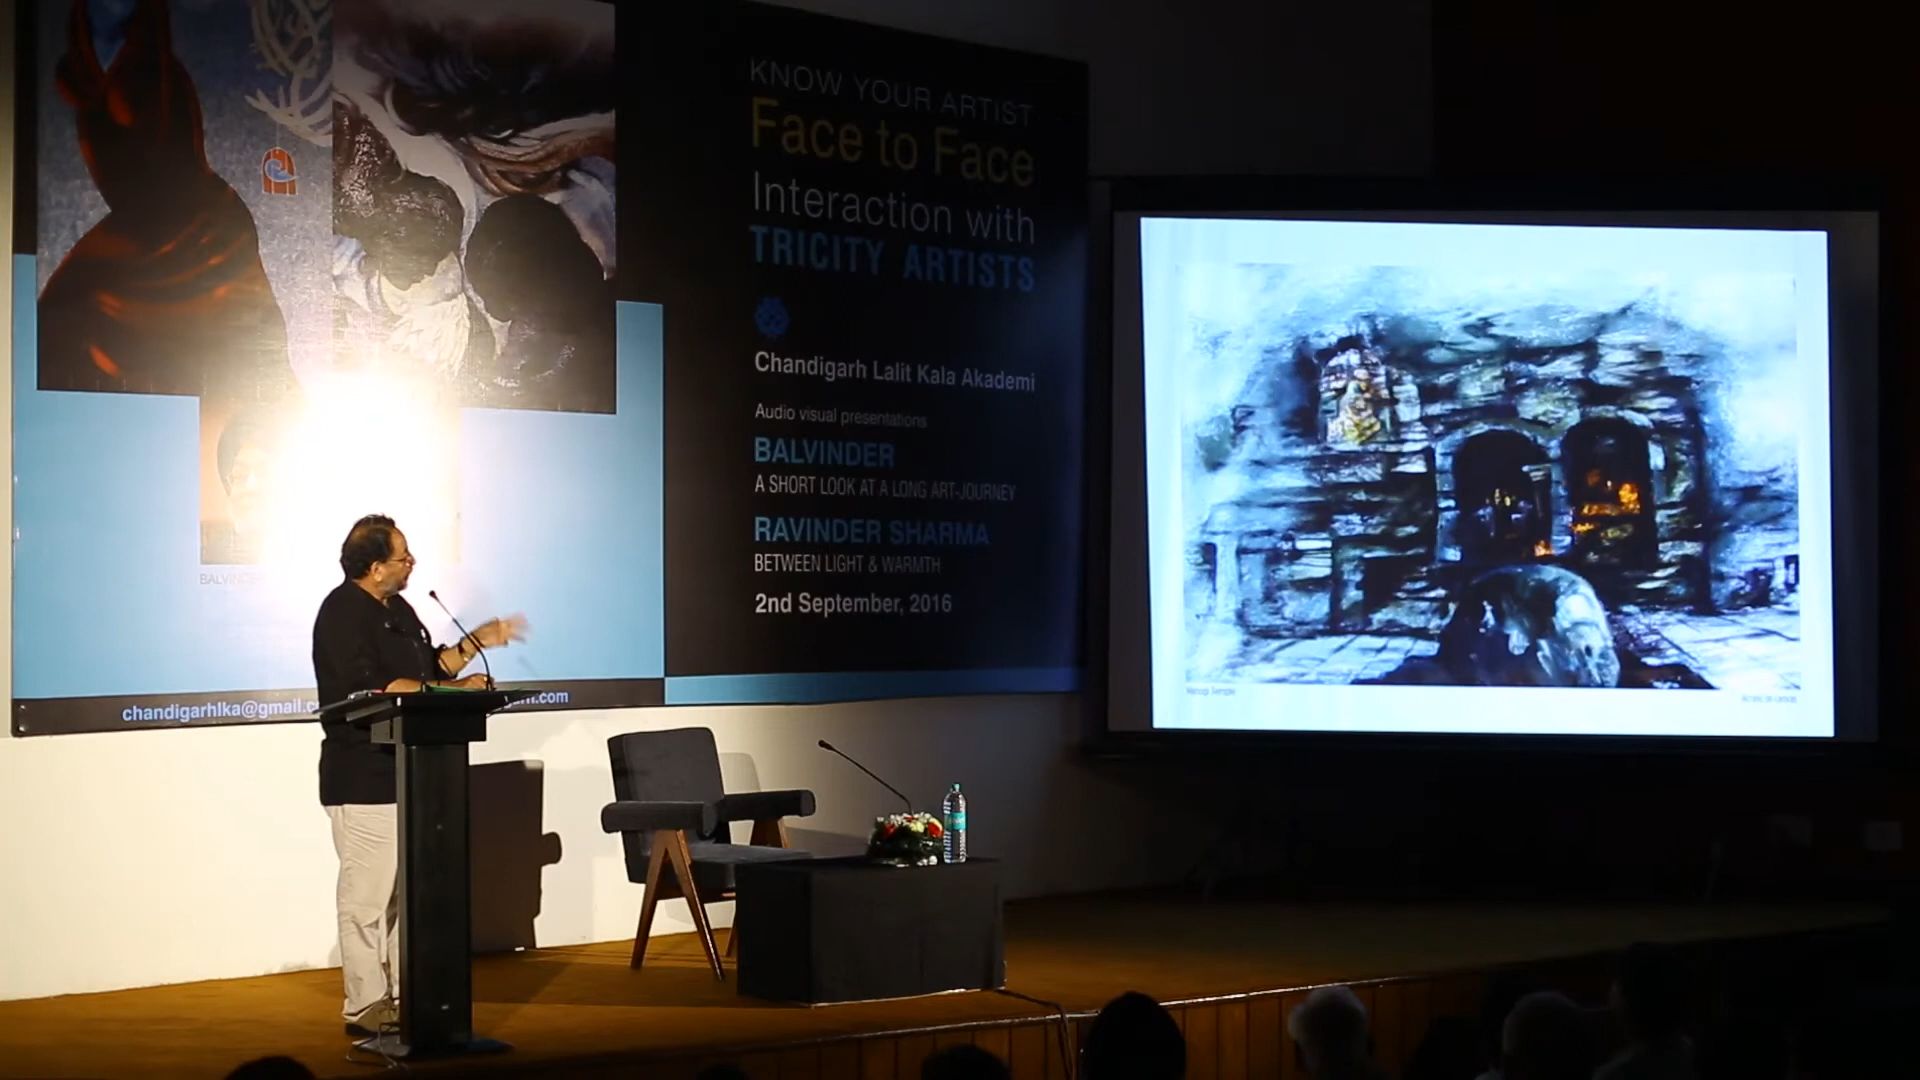 KNOW YOUR ARTIST
Face to Face
Interaction with
TRICITY ARTISTS
Chandigarh Lalit Kala Akademi
Audio visual presentations
BALVINDER
A SHORT LOOK AT A LONG ART-JOURNEY
RAVINDER SHARMA
BETWEEN LIGHT & WARMTH
2nd September, 2016
BALVINDER
chandigarhlka@gmail.c
.com